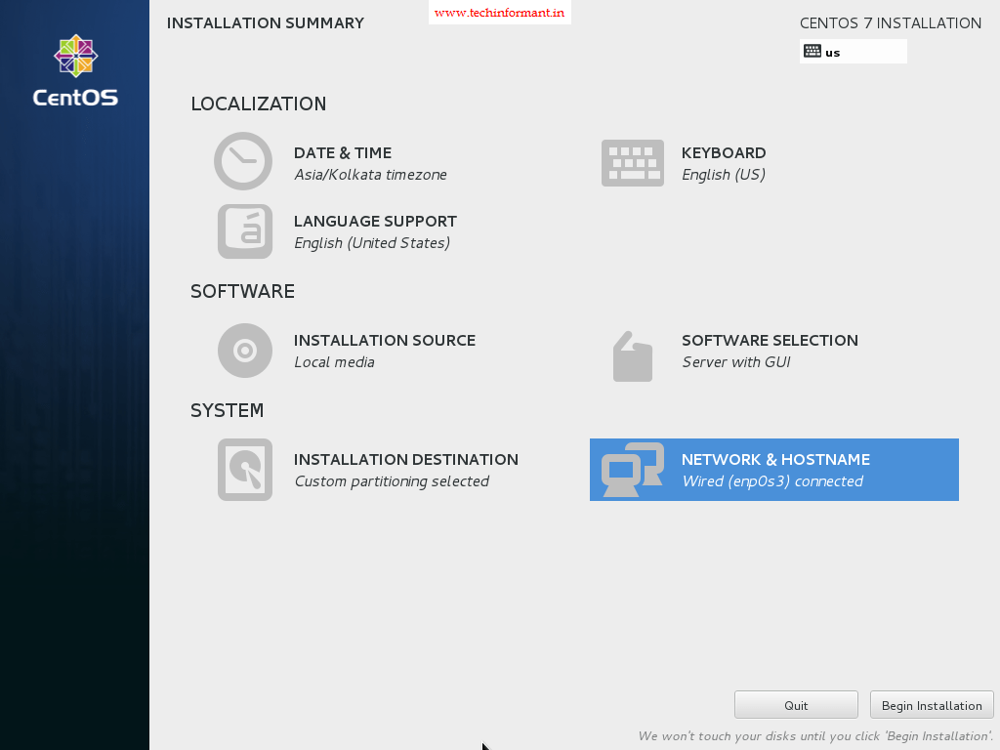 INSTALLATION SUMMARY
www.techinformant.in
CENTOS 7 INSTALLATION
us
CentOS
LOCALIZATION
DATE & TIME
Asia/Kolkata timezone
KEYBOARD
English (US)
á
LANGUAGE SUPPORT
English (United States)
SOFTWARE
INSTALLATION SOURCE
Local media
SOFTWARE SELECTION
Server with GUI
SYSTEM
INSTALLATION DESTINATION
Custom partitioning selected
NETWORK & HOSTNAME
Wired (enp0s3) connected
Quit
Begin Installation
We won't touch your disks until you click 'Begin Installation'.